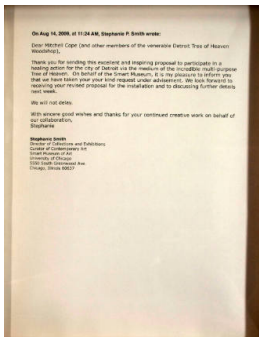 On Aug 14, 2009, at 11:34 AM, Stephanie P. Smith wrote:
Dear Mitchell Cope (and other members of the venerable Detroit Tree of Heaven
Woodshop),
Thank you for sending this excellent and inspiring proposal to participate in a
healing action for the city of Detroit via the medium of the incredible multi-purpose
Tree of Heaven. On behalf of the Smart Museum, it is my pleasure to inform you
that we have taken your your kind request under advisement. We look forward to
receiving your revised proposal for the installation and to discussing further details
next week.
We will not delay.
With sincere good wishes and thanks for your continued creative work on behalf of
our collaboration,
Stephanie
Stephanie Smith
Director of Collections and Exhibitions
Curator of Contemporary Art
Smart Museum of Art
University of Chicago
5550 South Greenwood Ave.
Chicago, Illinois 60637